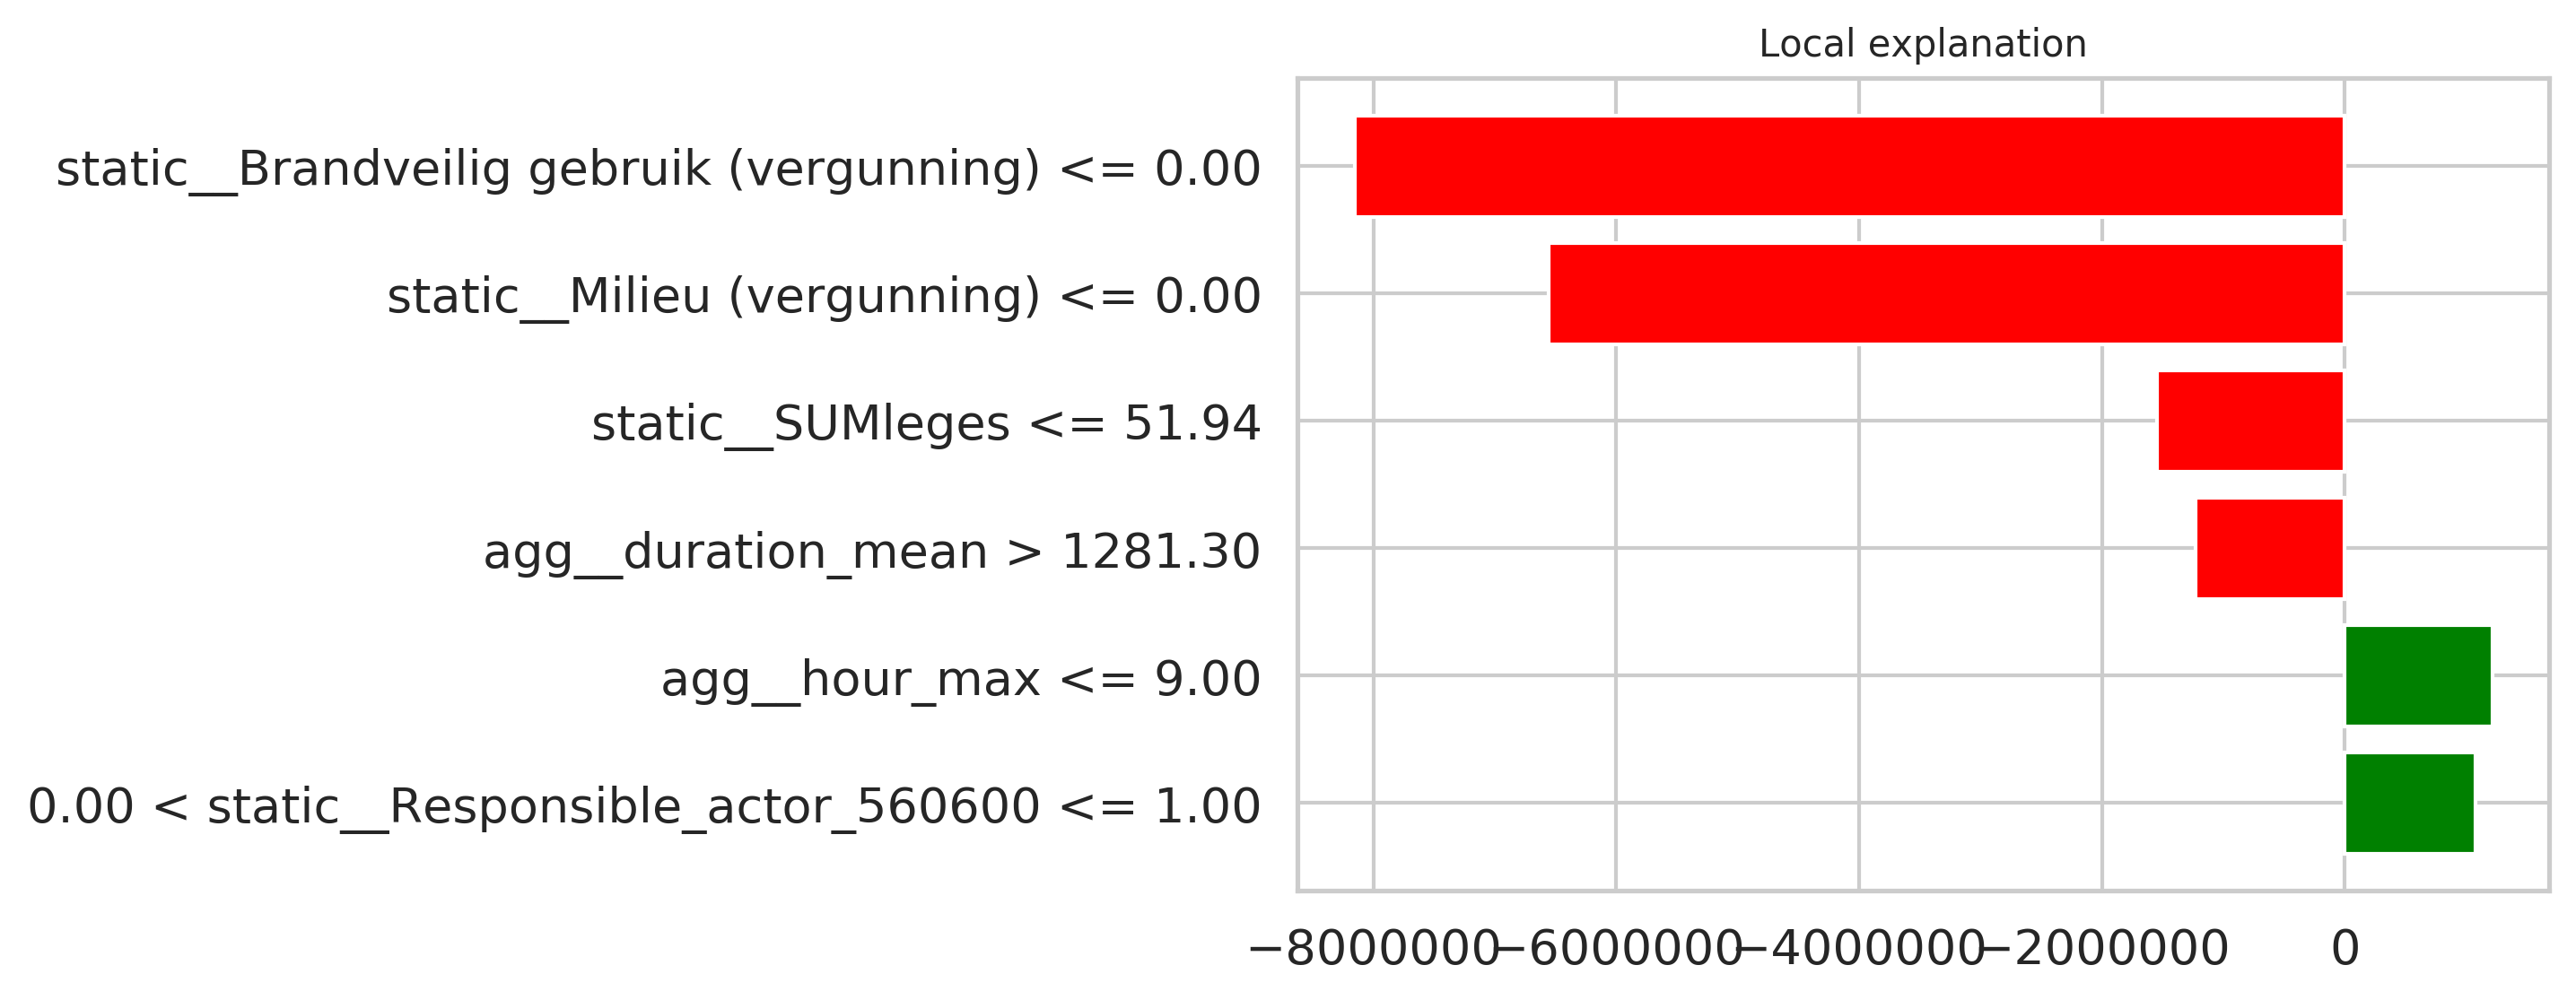 Local explanation
static__Brandveilig gebruik (vergunning) <= 0.00
static__Milieu (vergunning) <= 0.00
static__SUMleges <= 51.94
agg__duration_mean > 1281.30
agg__hour_max <= 9.00
0.00 < static__Responsible_actor_560600 <= 1.00
−8000000 −6000000 −4000000 −2000000 0